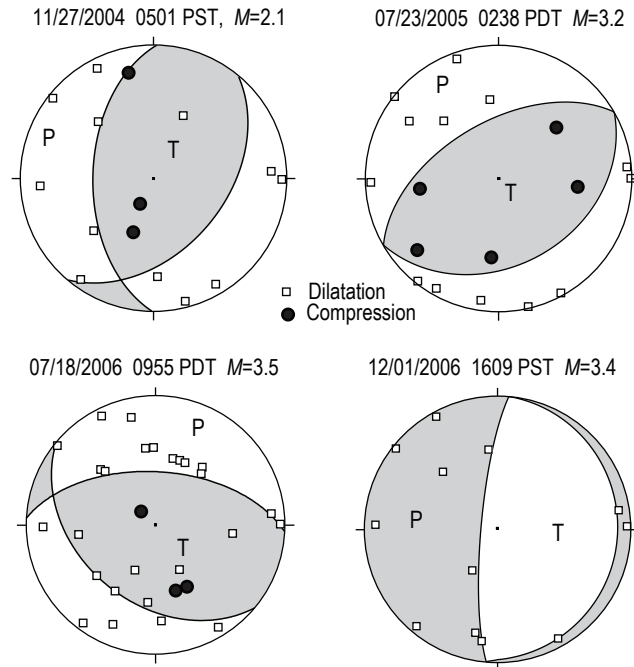 11/27/2004 0501 PST, M=2.1
07/23/2005 0238 PDT M=3.2
P
T
P
T
Dilatation
Compression
07/18/2006 0955 PDT M=3.5
12/01/2006 1609 PST M=3.4
P
T
P
T